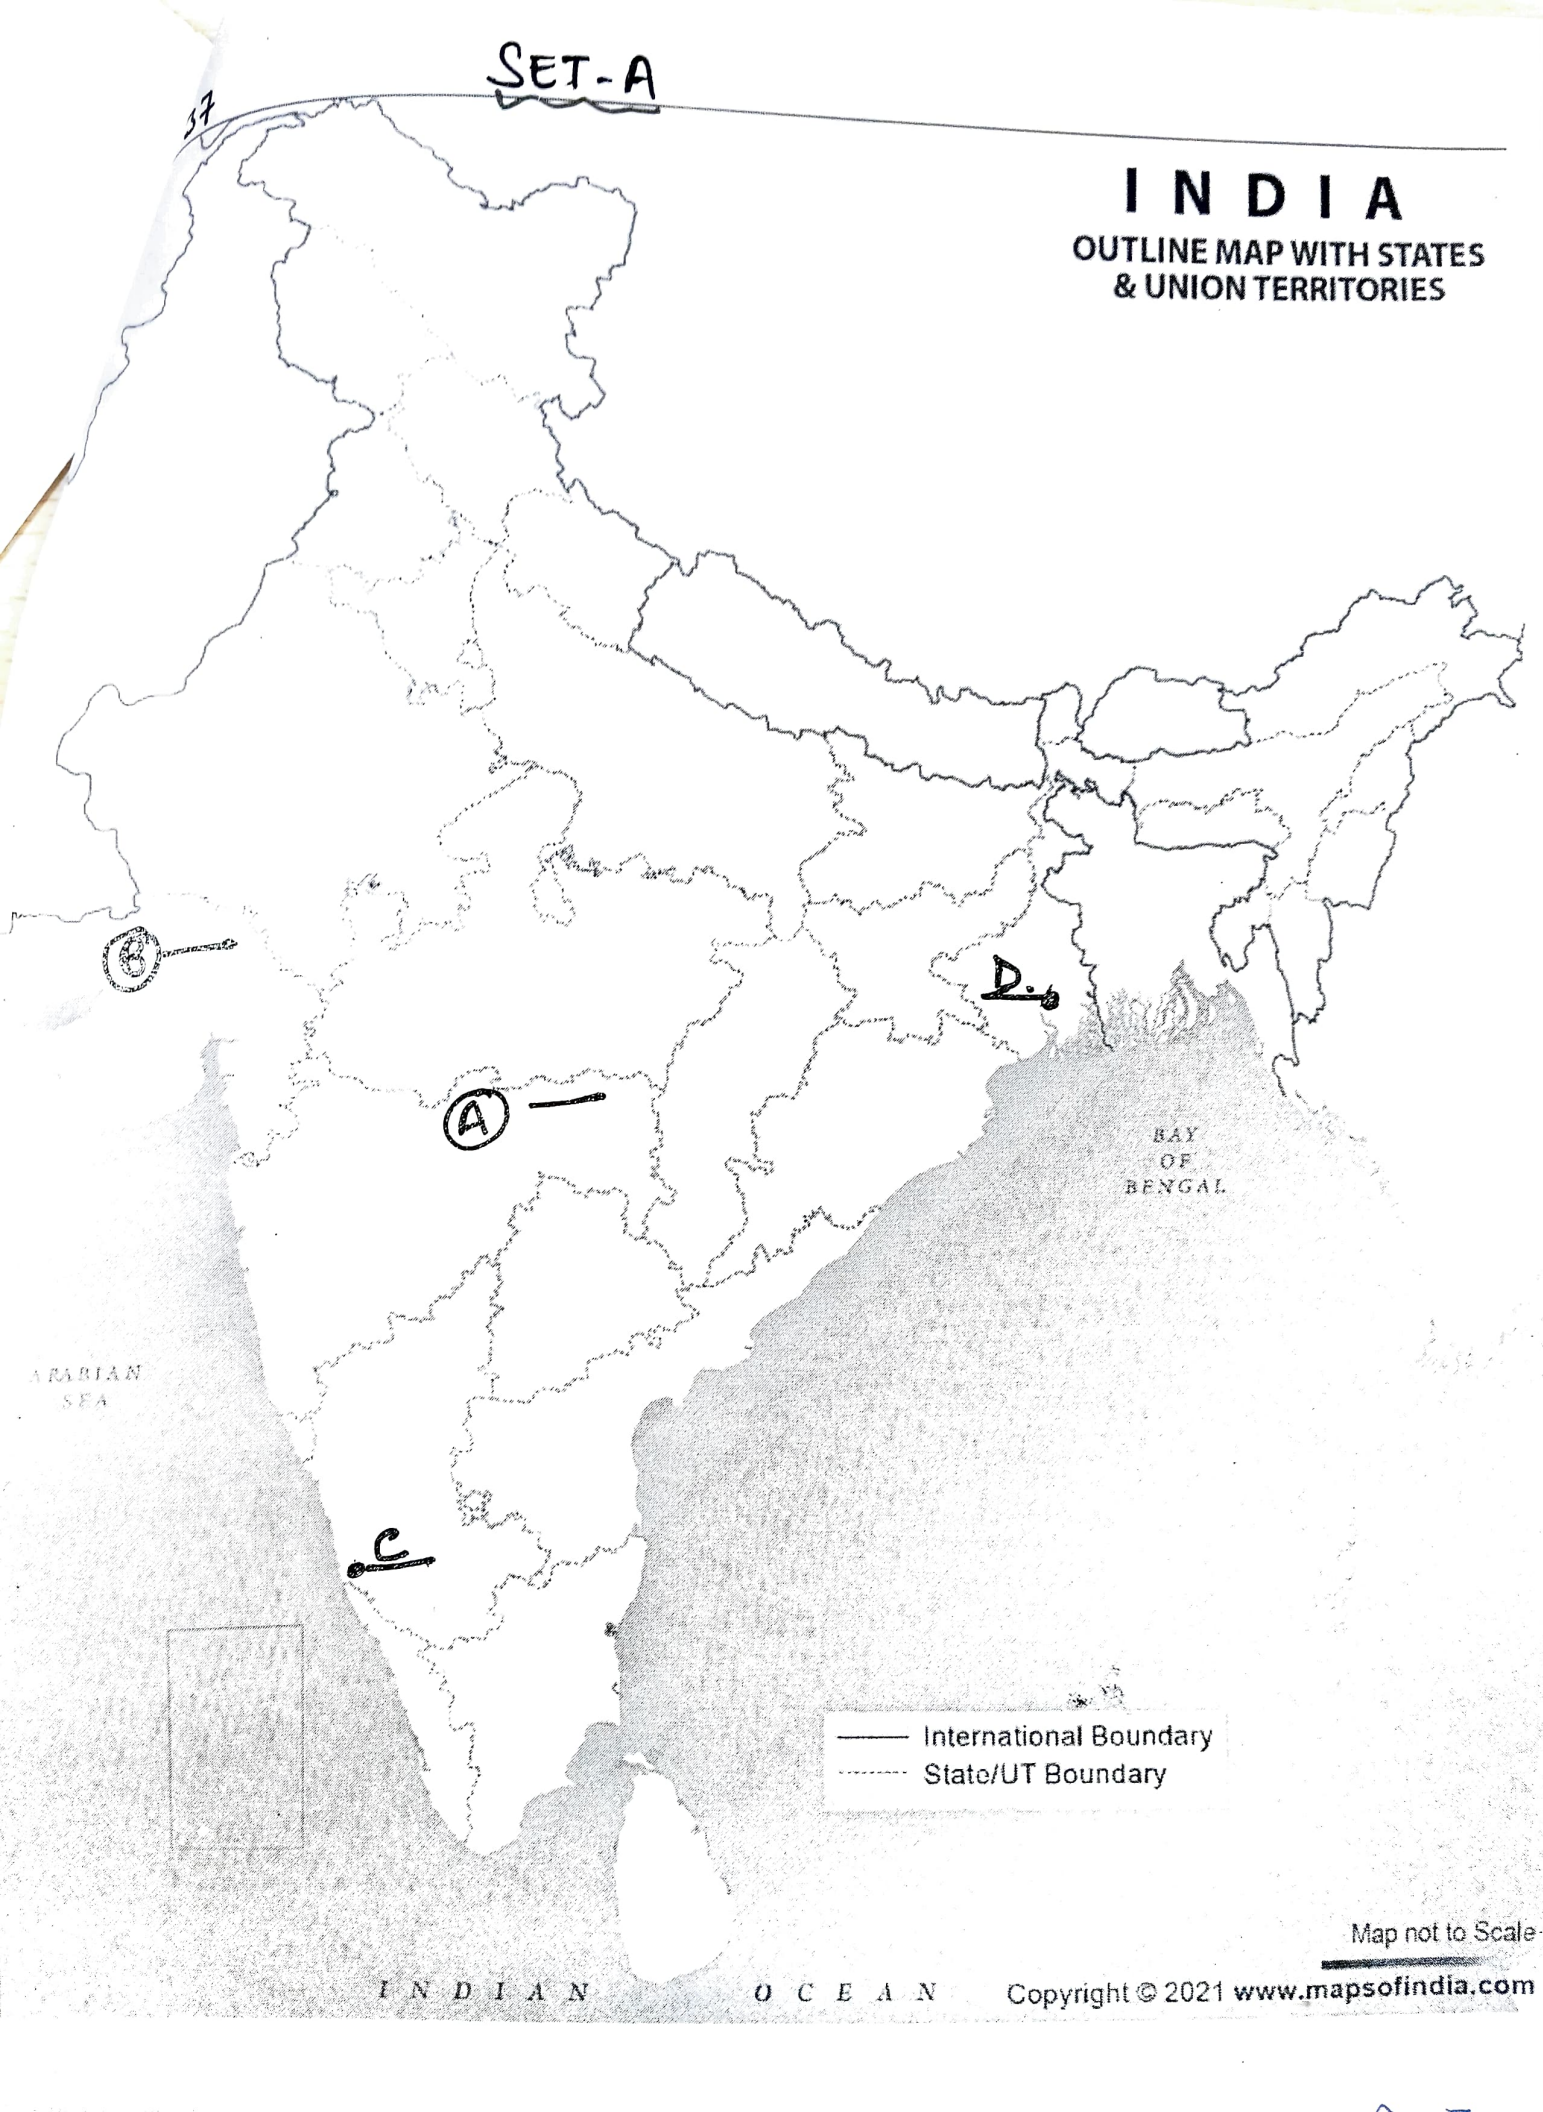 SET-A
37
INDIA
OUTLINE MAP WITH STATES
& UNION TERRITORIES
B
D.
A
BAY
OF
BENGAL
ARABIAN
SEA
C
International Boundary
State/UT Boundary
Map not to Scale
INDIAN OCEAN
Copyright © 2021 www.mapsofindia.com